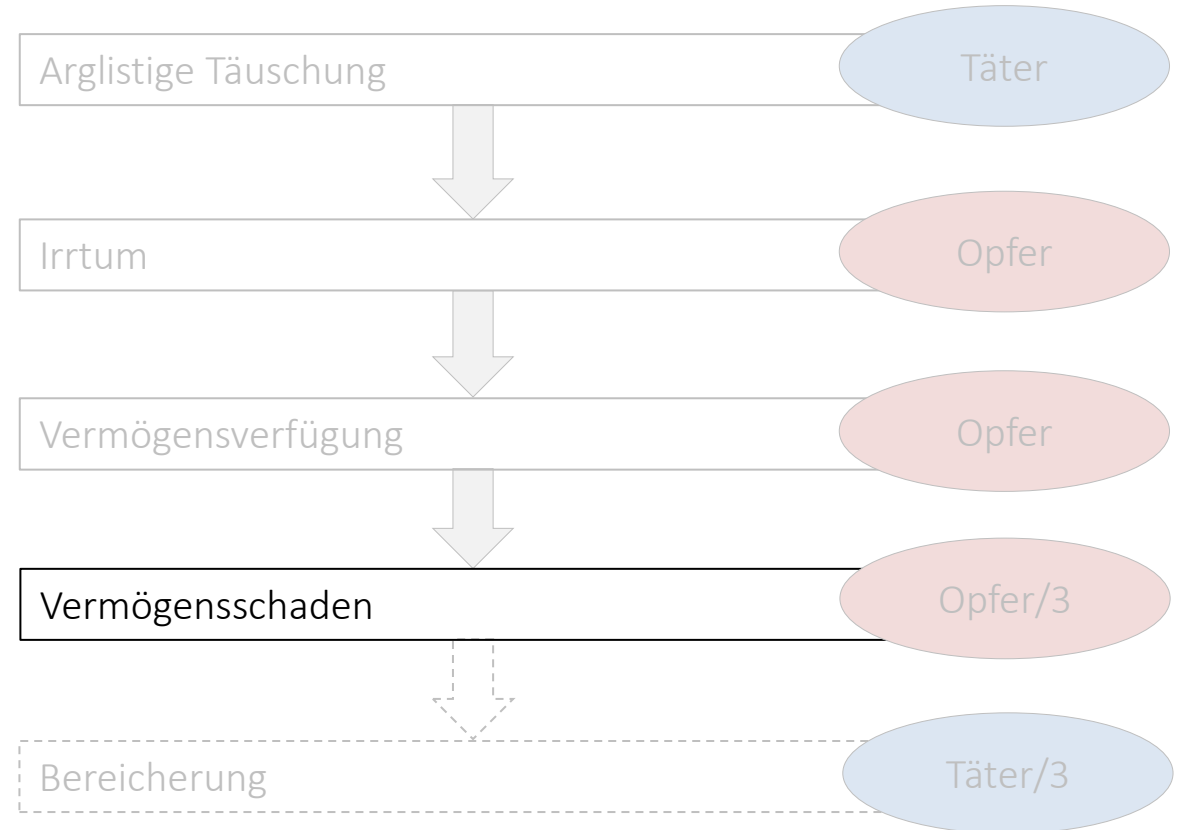 Arglistige Täuschung
Täter
Irrtum
Opfer
Vermögensverfügung
Opfer
Vermögensschaden
Opfer/3
Bereicherung
Täter/3